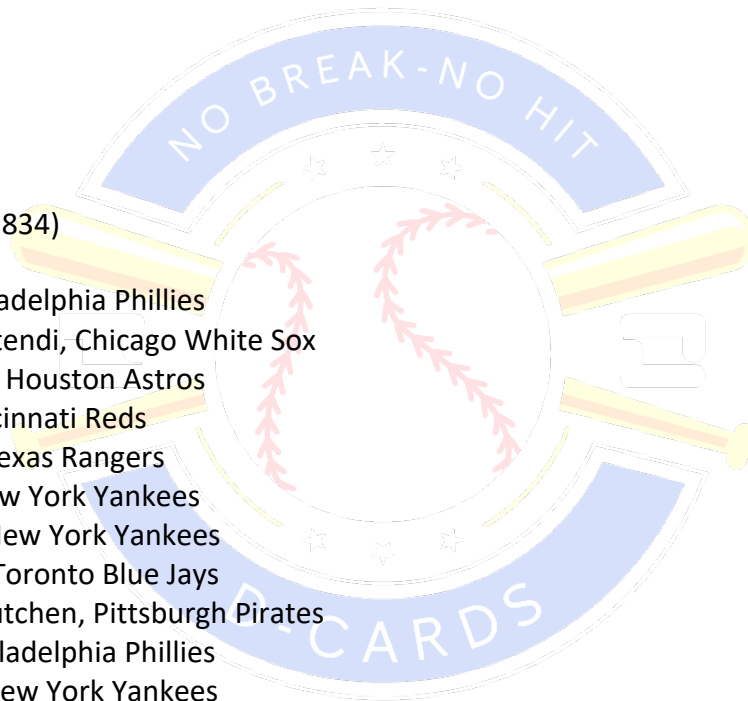 NO BREAK-NO HIT
834)
adelphia Phillies
tendi, Chicago White Sox
Houston Astros
cinnati Reds
exas Rangers
w York Yankees
New York Yankees
Toronto Blue Jays
utchen, Pittsburgh Pirates
ladelphia Phillies
ew York Yankees
D-CARDS